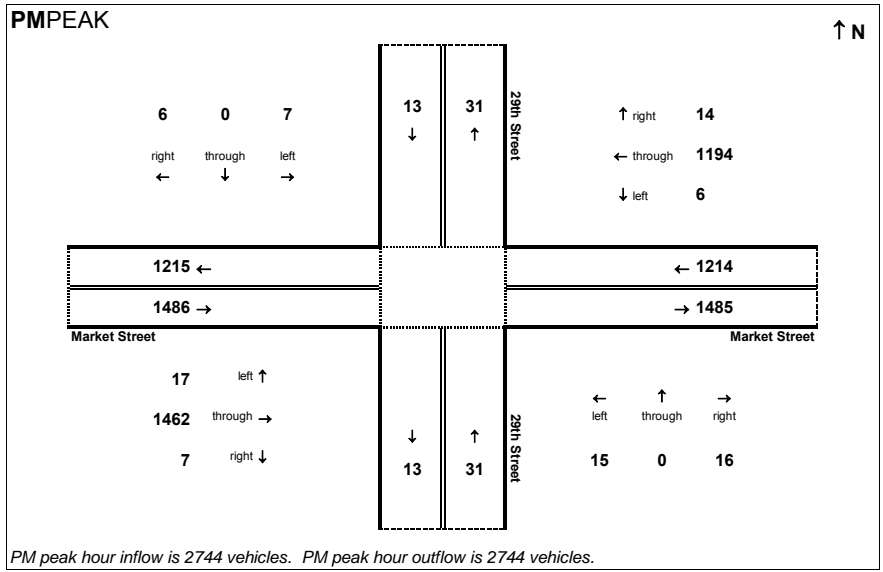 PMPEAK
↑ N
6 0 7
right through left
← ↓ →
13 31
↓ ↑
29th Street
↑ right 14
← through 1194
↓ left 6
1215 ←
1486 →
Market Street
← 1214
→ 1485
Market Street
17 left ↑
1462 through →
7 right ↓
↓ ↑
13 31
29th Street
← ↑ →
left through right
15 0 16
PM peak hour inflow is 2744 vehicles. PM peak hour outflow is 2744 vehicles.